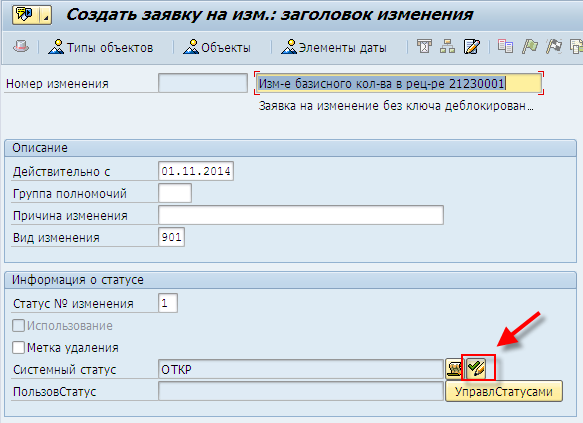 Создать заявку на изм.: заголовок изменения
Типы объектов Объекты Элементы даты
Номер изменения Изм-е базисного кол-ва в рец-ре 21230001
Заявка на изменение без ключа деблокирован…
Описание
Действительно с 01.11.2014
Группа полномочий
Причина изменения
Вид изменения 901
Информация о статусе
Статус № изменения 1
Использование
Метка удаления
Системный статус ОТКР
ПользовСтатус УправлСтатусами